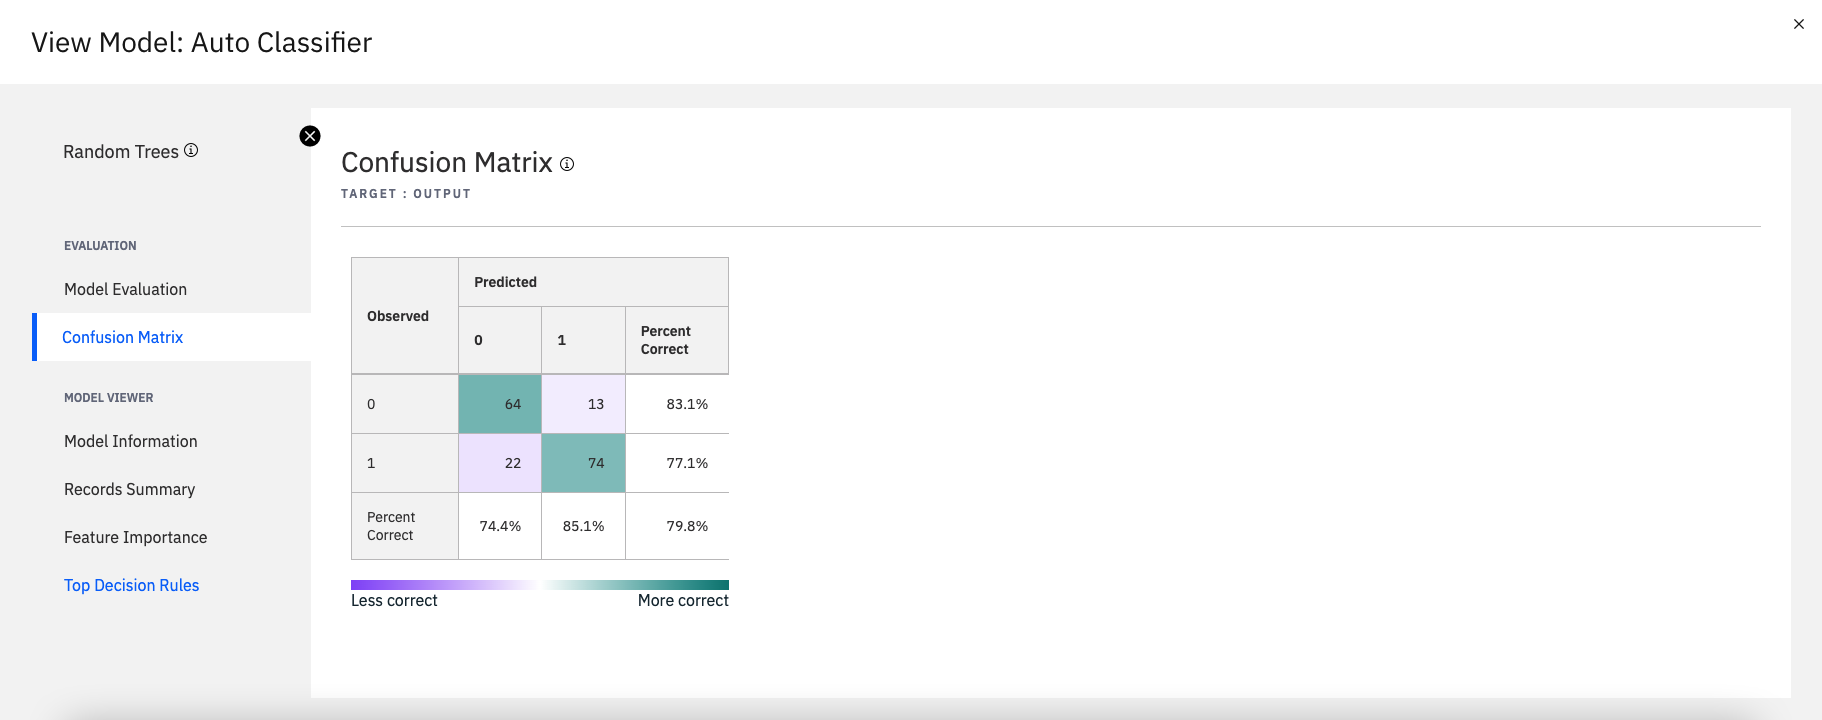 View Model: Auto Classifier
Random Trees
EVALUATION
Model Evaluation
Confusion Matrix
MODEL VIEWER
Model Information
Records Summary
Feature Importance
Top Decision Rules
Confusion Matrix
TARGET : OUTPUT
Observed
Predicted
0
1
Percent
Correct
0 64 13 83.1%
1 22 74 77.1%
Percent
Correct
74.4% 85.1% 79.8%
Less correct
More correct